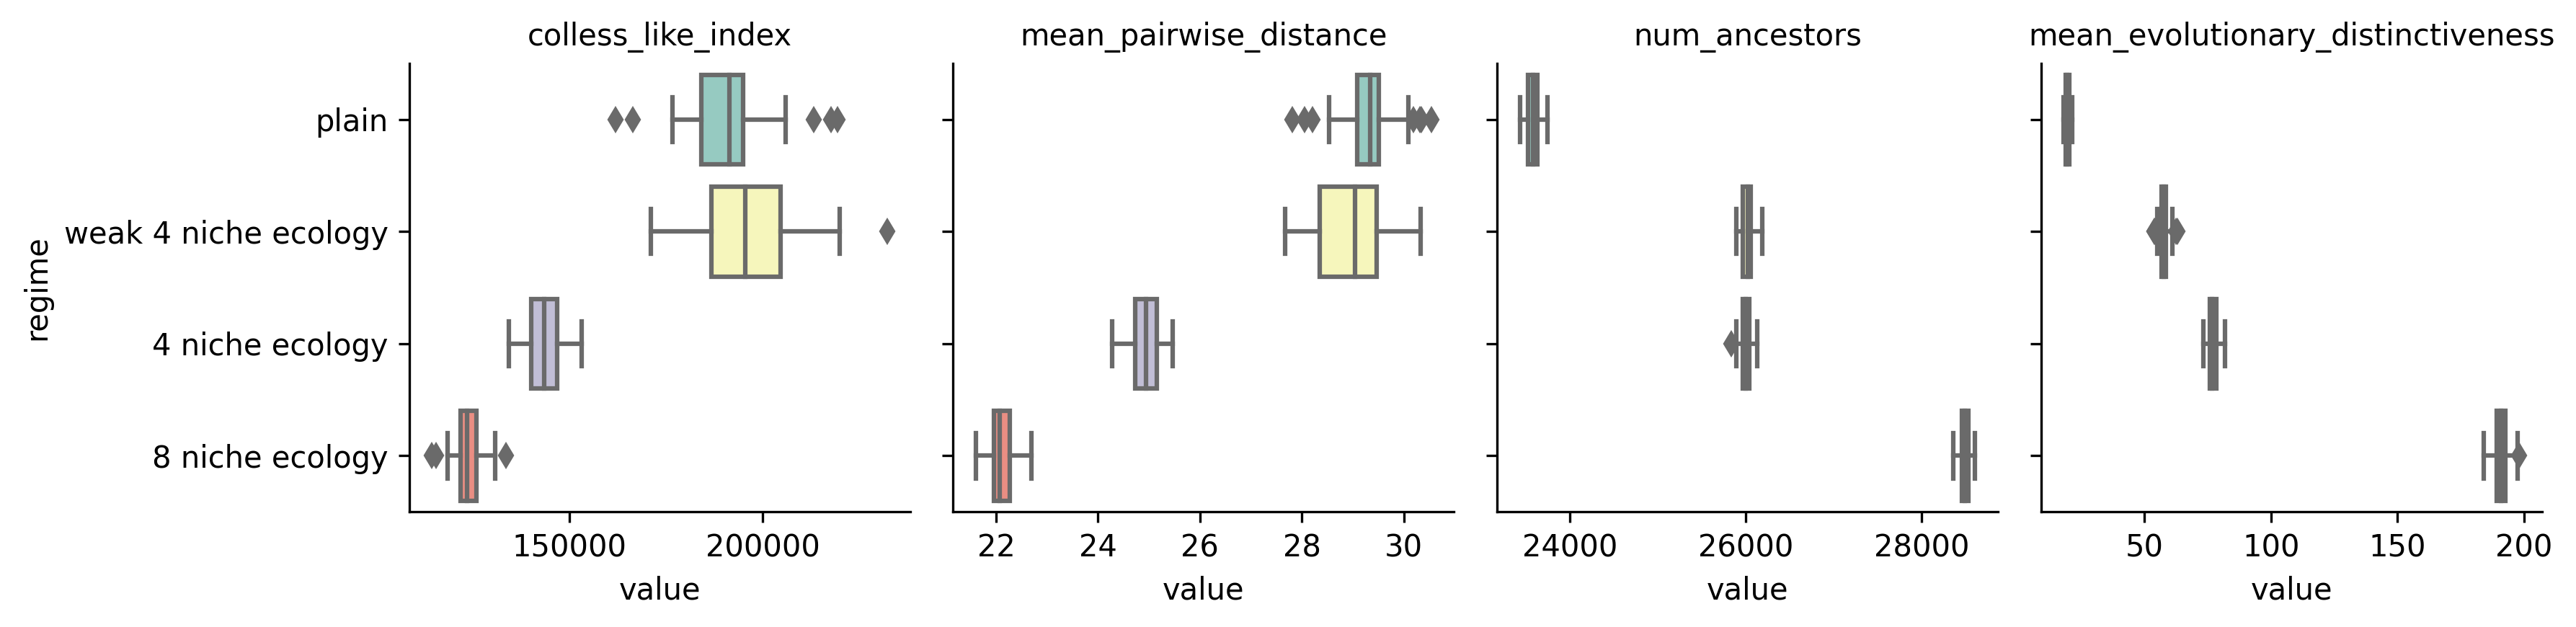 colless_like_index
mean_pairwise_distance
num_ancestors
mean_evolutionary_distinctiveness
regime
plain
weak 4 niche ecology
4 niche ecology
8 niche ecology
150000 200000
22 24 26 28 30
24000 26000 28000
50 100 150 200
value
value
value
value